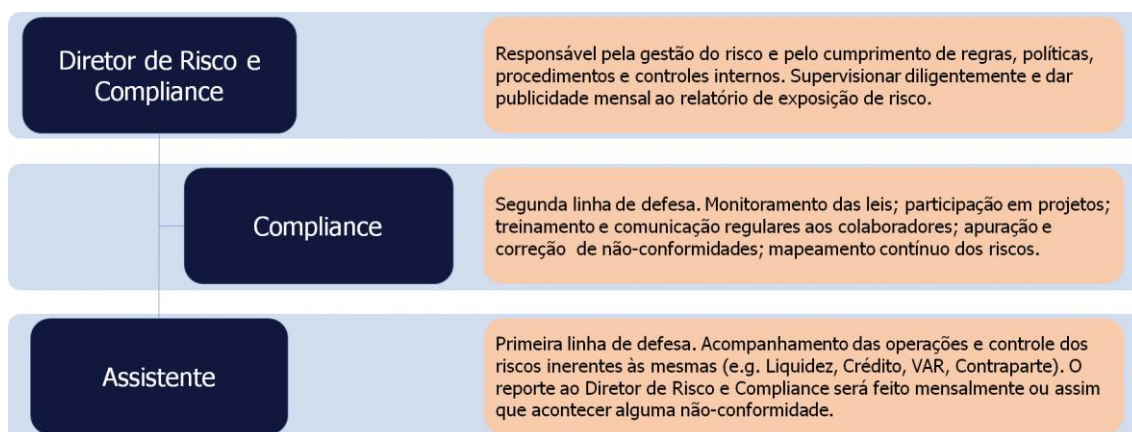 Diretor de Risco e
Compliance
Responsável pela gestão do risco e pelo cumprimento de regras, políticas,
procedimentos e controles internos. Supervisionar diligentemente e dar
publicidade mensal ao relatório de exposição de risco.
Compliance
Segunda linha de defesa. Monitoramento das leis; participação em projetos;
treinamento e comunicação regulares aos colaboradores; apuração e
correção de não-conformidades; mapeamento contínuo dos riscos.
Assistente
Primeira linha de defesa. Acompanhamento das operações e controle dos
riscos inerentes às mesmas (e.g. Liquidez, Crédito, VAR, Contraparte). O
reporte ao Diretor de Risco e Compliance será feito mensalmente ou assim
que acontecer alguma não-conformidade.